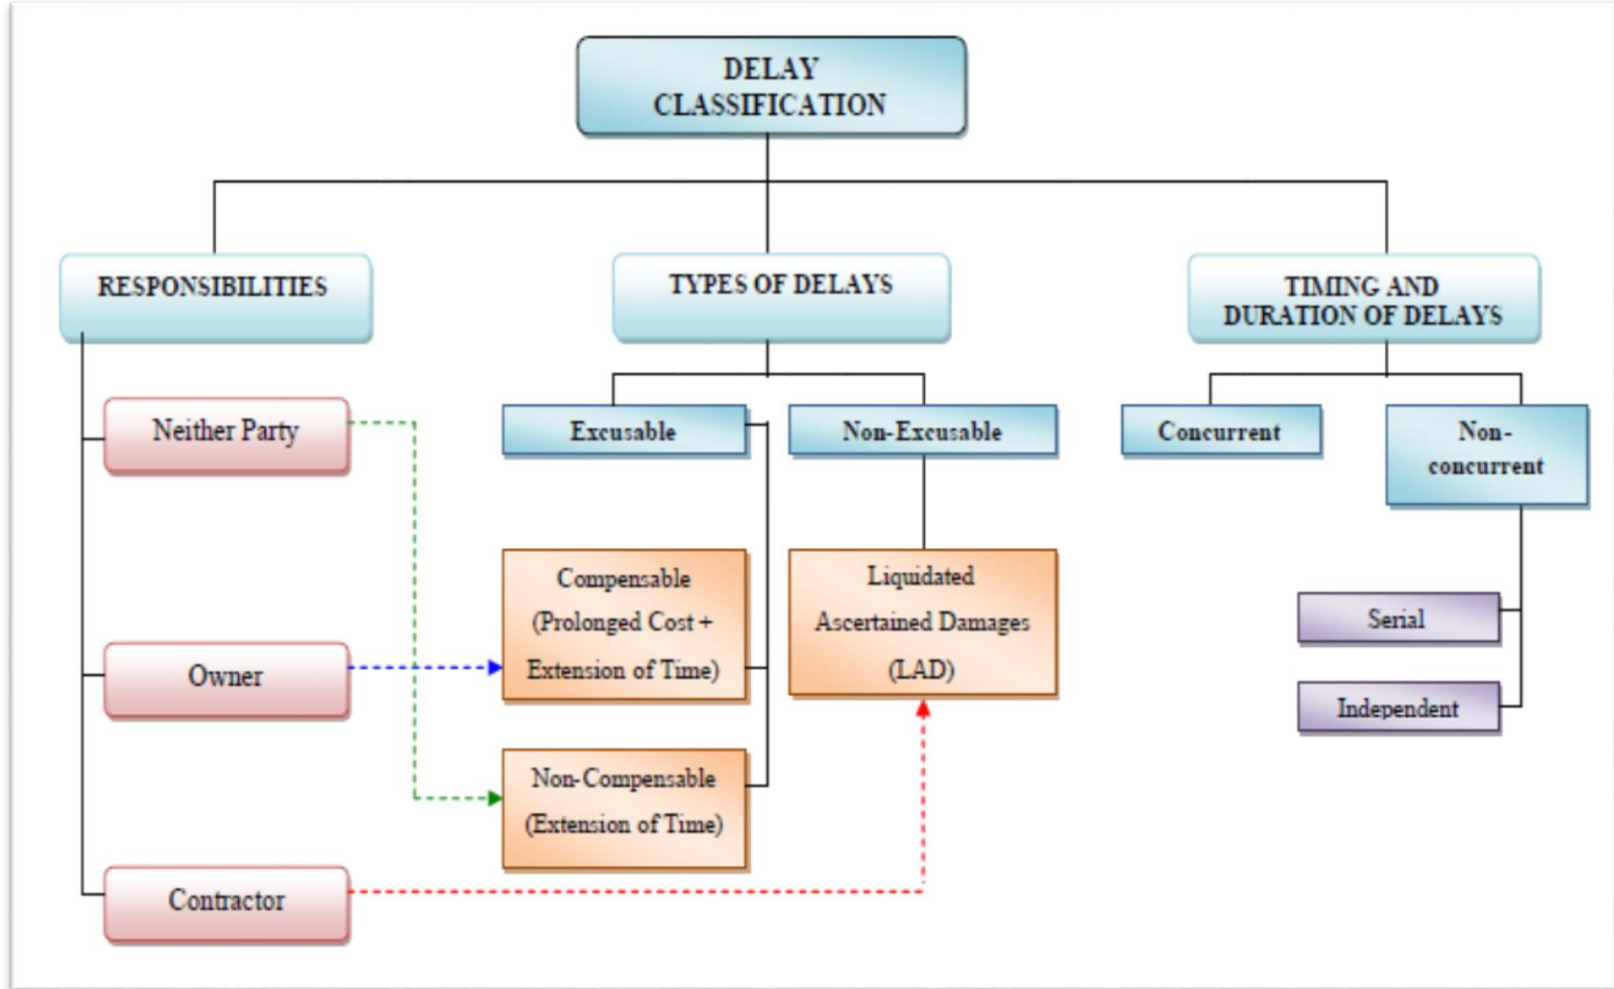 DELAY
CLASSIFICATION
RESPONSIBILITIES
TYPES OF DELAYS
TIMING AND
DURATION OF DELAYS
Neither Party
Owner
Contractor
Excusable
Non-Excusable
Compensable
(Prolonged Cost +
Extension of Time)
Non-Compensable
(Extension of Time)
Liquidated
Ascertained Damages
(LAD)
Concurrent
Non-
concurrent
Serial
Independent